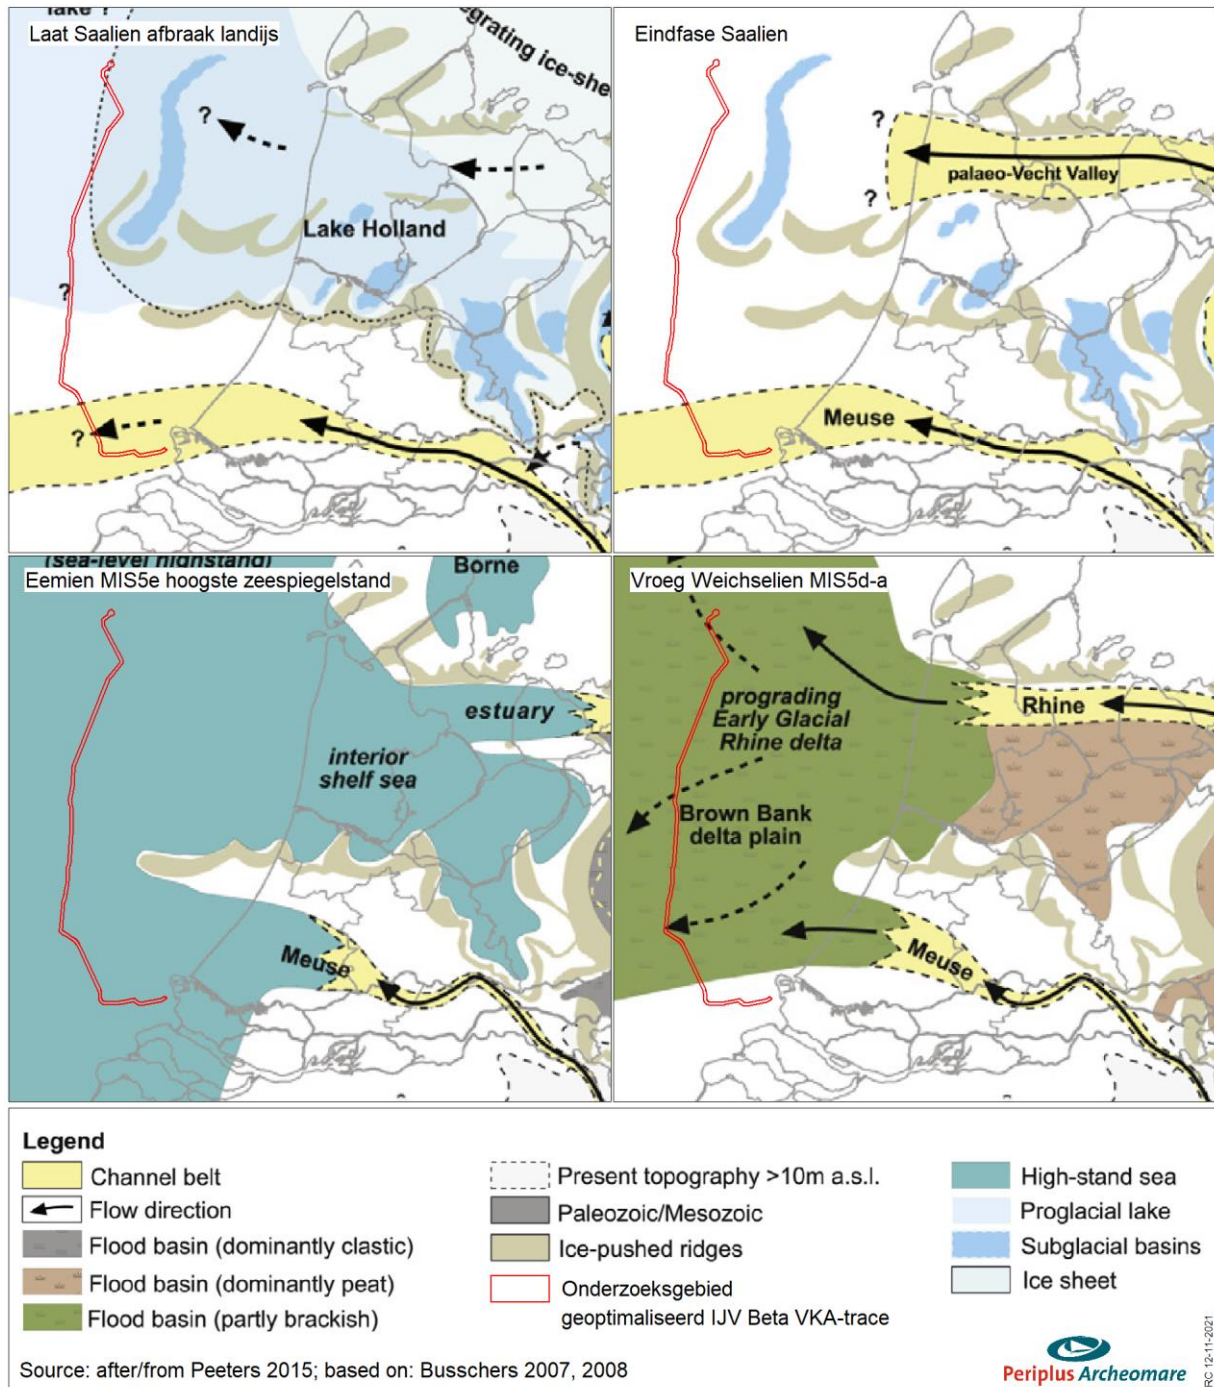 lake ?
Laat Saalien afbraak landijs
egrating ice-she
?
Lake Holland
?
?
Eindfase Saalien
?
palaeo-Vecht Valley
?
Meuse
(sea-level highstand)
Eemien MIS5e hoogste zeespiegelstand
Borne
estuary
interior
shelf sea
Meuse
Vroeg Weichselien MIS5d-a
Rhine
prograding
Early Glacial
Rhine delta
Brown Bank
delta plain
Meuse
Legend
Channel belt
Flow direction
Flood basin (dominantly clastic)
Flood basin (dominantly peat)
Flood basin (partly brackish)
Present topography >10m a.s.l.
Paleozoic/Mesozoic
Ice-pushed ridges
Onderzoeksgebied
geoptimaliseerd IJV Beta VKA-trace
High-stand sea
Proglacial lake
Subglacial basins
Ice sheet
Source: after/from Peeters 2015; based on: Busschers 2007, 2008
Periplus Archeomare
RC 12-11-2021